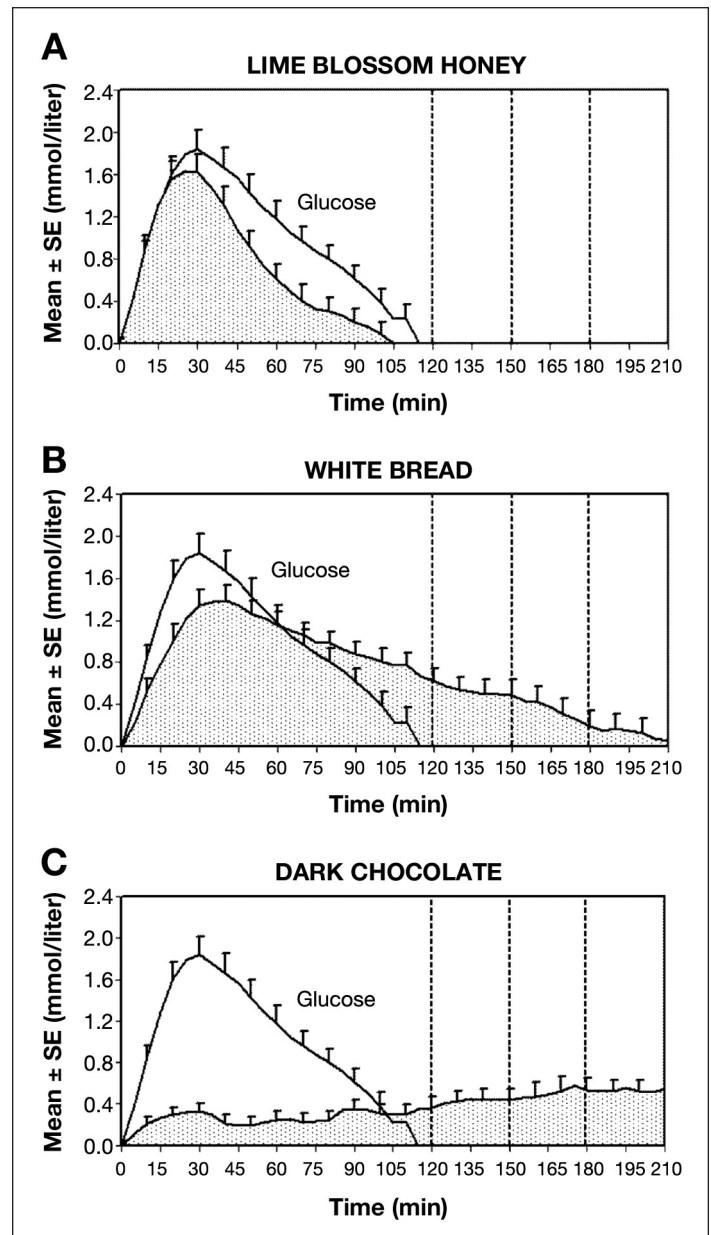 A
LIME BLOSSOM HONEY
Mean ± SE (mmol/liter)
2.4
2.0
1.6
1.2
0.8
0.4
0.0
Glucose
0 15 30 45 60 75 90 105 120 135 150 165 180 195 210
Time (min)
B
WHITE BREAD
Mean ± SE (mmol/liter)
2.4
2.0
1.6
1.2
0.8
0.4
0.0
Glucose
0 15 30 45 60 75 90 105 120 135 150 165 180 195 210
Time (min)
C
DARK CHOCOLATE
Mean ± SE (mmol/liter)
2.4
2.0
1.6
1.2
0.8
0.4
0.0
Glucose
0 15 30 45 60 75 90 105 120 135 150 165 180 195 210
Time (min)